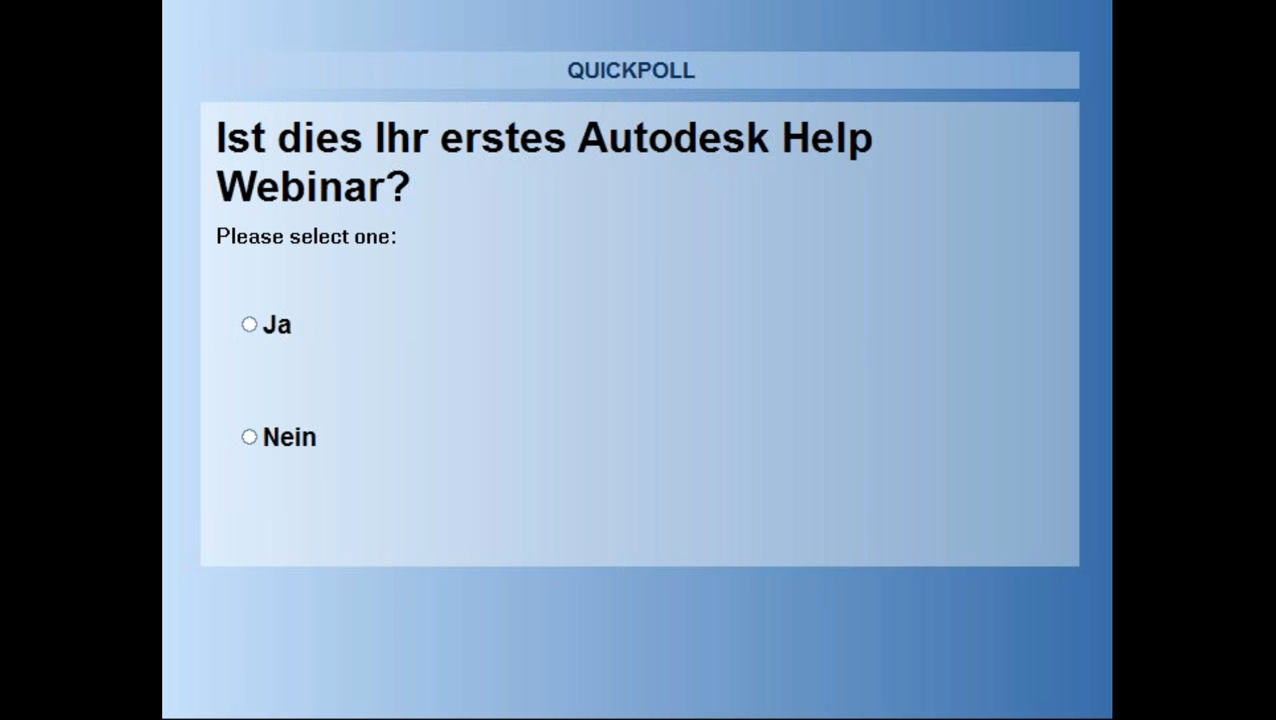 QUICKPOLL
Ist dies Ihr erstes Autodesk Help
Webinar?
Please select one:
Ja
Nein